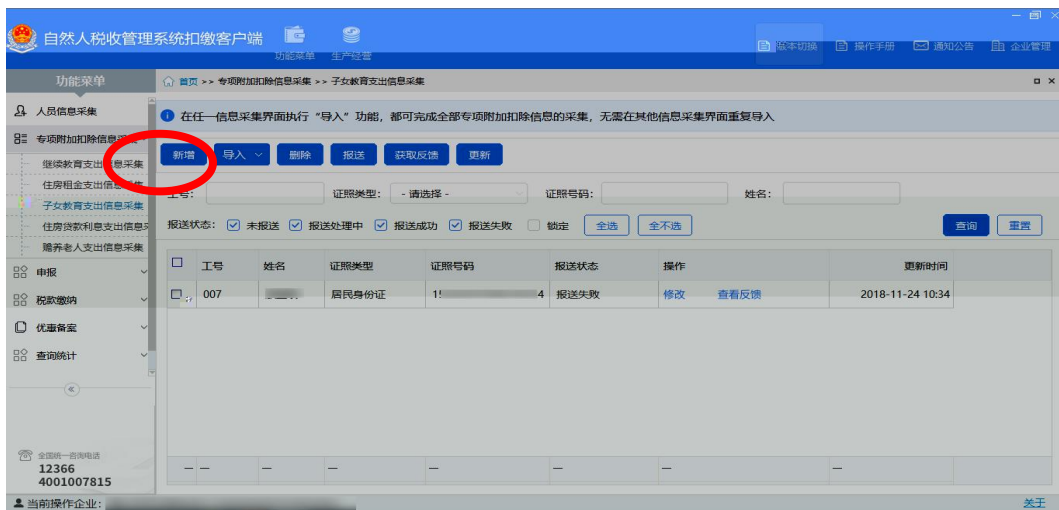 自然人税收管理系统扣缴客户端
功能菜单 生产经营
版本切换 操作手册 通知公告 企业管理
功能菜单
首页 >> 专项附加扣除信息采集 >> 子女教育支出信息采集
人员信息采集
专项附加扣除信息采
继续教育支出信息采集
住房租金支出信息采集
子女教育支出信息采集
住房贷款利息支出信息采
赡养老人支出信息采集
申报
税款缴纳
优惠备案
查询统计
全国统一咨询电话
12366
4001007815
在任一信息采集界面执行“导入”功能，都可完成全部专项附加扣除信息的采集，无需在其他信息采集界面重复导入
新增 导入 删除 报送 获取反馈 更新
工号: 证照类型: - 请选择 - 证照号码: 姓名:
报送状态: 未报送 报送处理中 报送成功 报送失败 锁定 全选 全不选 查询 重置
工号 姓名 证照类型 证照号码 报送状态 操作 更新时间
007 居民身份证 4 报送失败 修改 查看反馈 2018-11-24 10:34
— — — — — — — —
当前操作企业: 关于